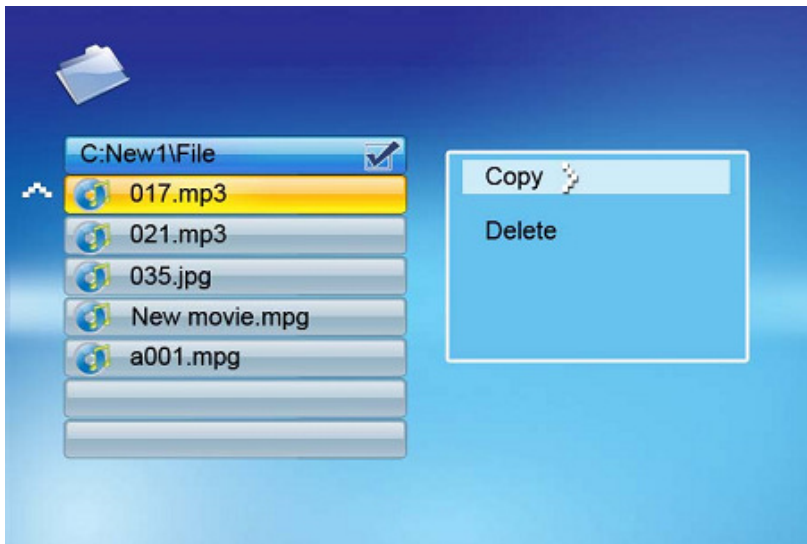 C:New1\File
017.mp3
021.mp3
035.jpg
New movie.mpg
a001.mpg
Copy
Delete